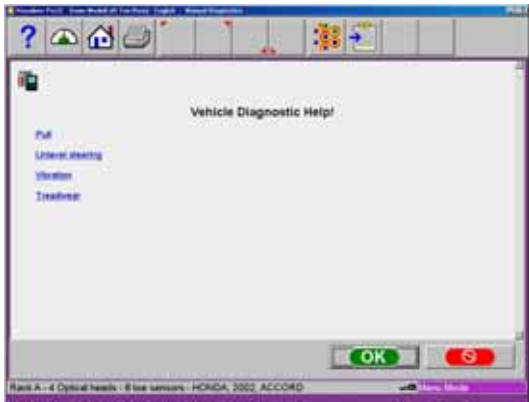 Vehicle Diagnostic Help!
Pull
Unlevel steering
Vibration
Treadwear
OK
Rack A - 4 Optical heads - 8 toe sensors - HONDA, 2002, ACCORD
Menu Mode